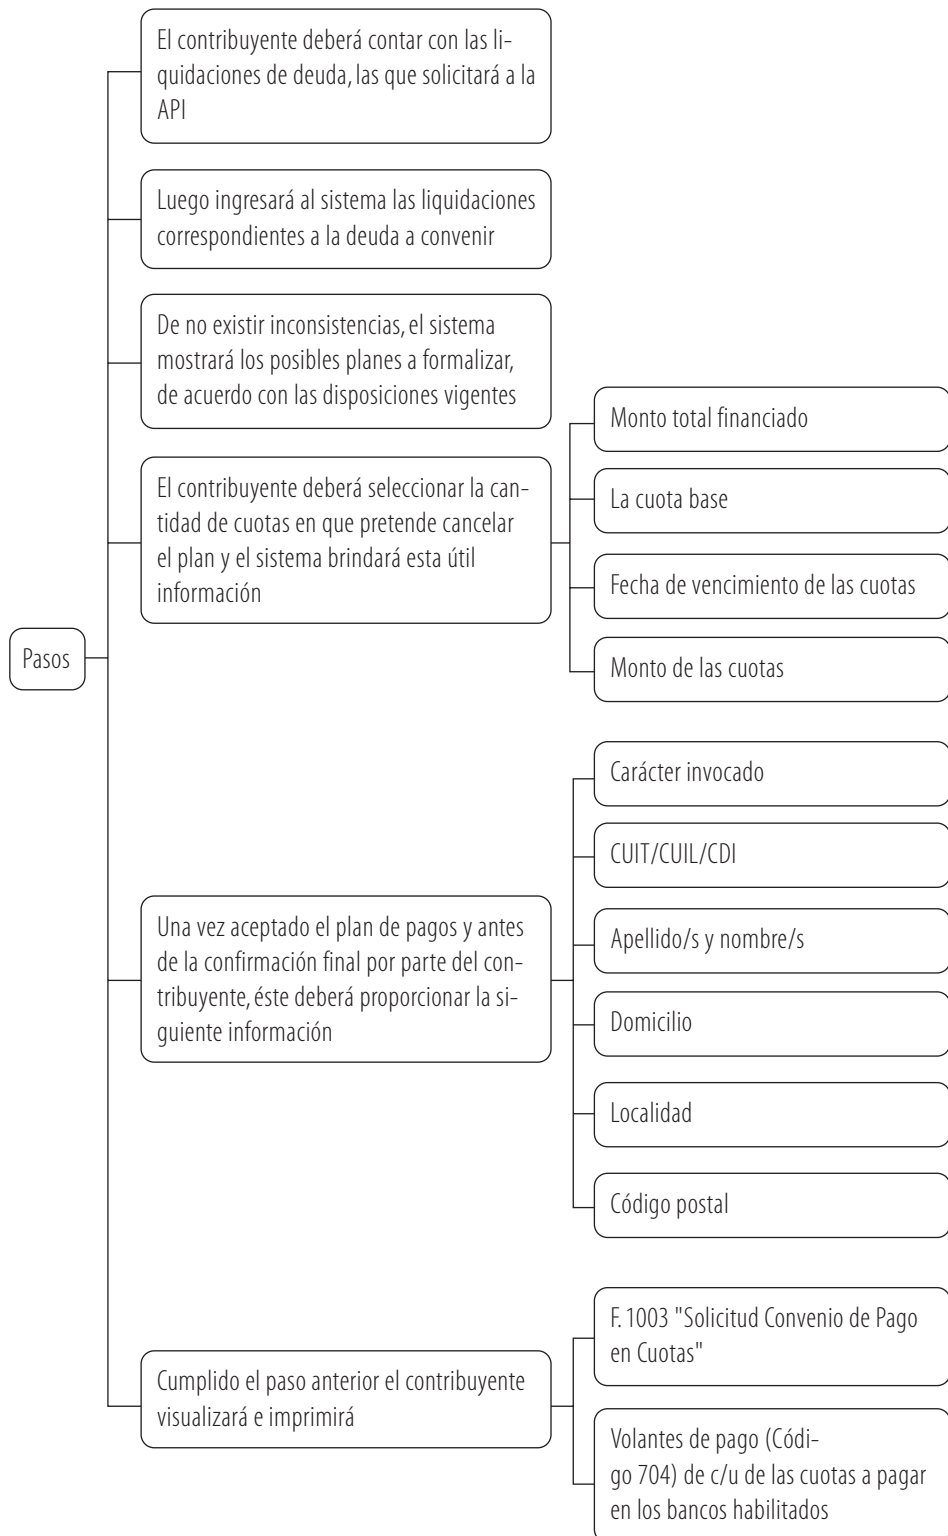 Pasos
El contribuyente deberá contar con las li-
quidaciones de deuda, las que solicitará a la
API
Luego ingresará al sistema las liquidaciones
correspondientes a la deuda a convenir
De no existir inconsistencias, el sistema
mostrará los posibles planes a formalizar,
de acuerdo con las disposiciones vigentes
El contribuyente deberá seleccionar la can-
tidad de cuotas en que pretende cancelar
el plan y el sistema brindará esta útil
información
Monto total financiado
La cuota base
Fecha de vencimiento de las cuotas
Monto de las cuotas
Una vez aceptado el plan de pagos y antes
de la confirmación final por parte del con-
tribuyente, éste deberá proporcionar la si-
guiente información
Carácter invocado
CUIT/CUIL/CDI
Apellido/s y nombre/s
Domicilio
Localidad
Código postal
Cumplido el paso anterior el contribuyente
visualizará e imprimirá
F. 1003 "Solicitud Convenio de Pago
en Cuotas"
Volantes de pago (Códi-
go 704) de c/u de las cuotas a pagar
en los bancos habilitados